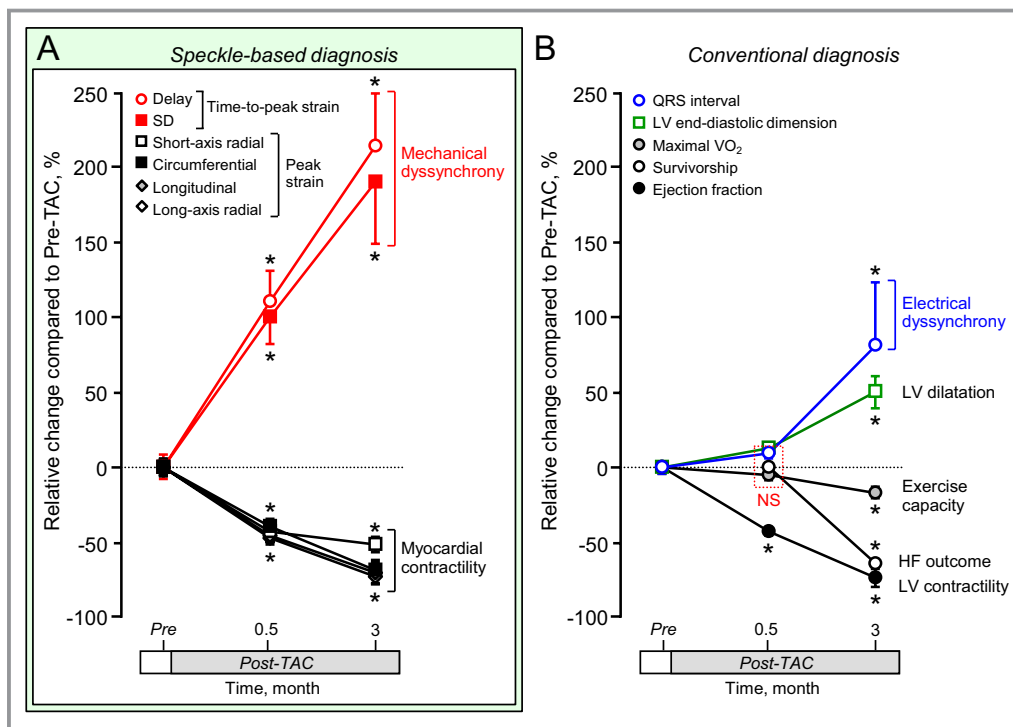 A
Speckle-based diagnosis
Relative change compared to Pre-TAC, %
250
200
150
100
50
0
-50
-100
Delay
SD
Time-to-peak strain
Short-axis radial
Circumferential
Longitudinal
Long-axis radial
Peak
strain
Mechanical
dyssynchrony
*
*
*
*
*
*
*
*
Myocardial
contractility
Pre
0.5
3
Post-TAC
Time, month
B
Conventional diagnosis
Relative change compared to Pre-TAC, %
250
200
150
100
50
0
-50
-100
QRS interval
LV end-diastolic dimension
Maximal VO₂
Survivorship
Ejection fraction
*
Electrical
dyssynchrony
LV dilatation
*
NS
Exercise
capacity
*
*
*
HF outcome
LV contractility
*
Pre
0.5
3
Post-TAC
Time, month